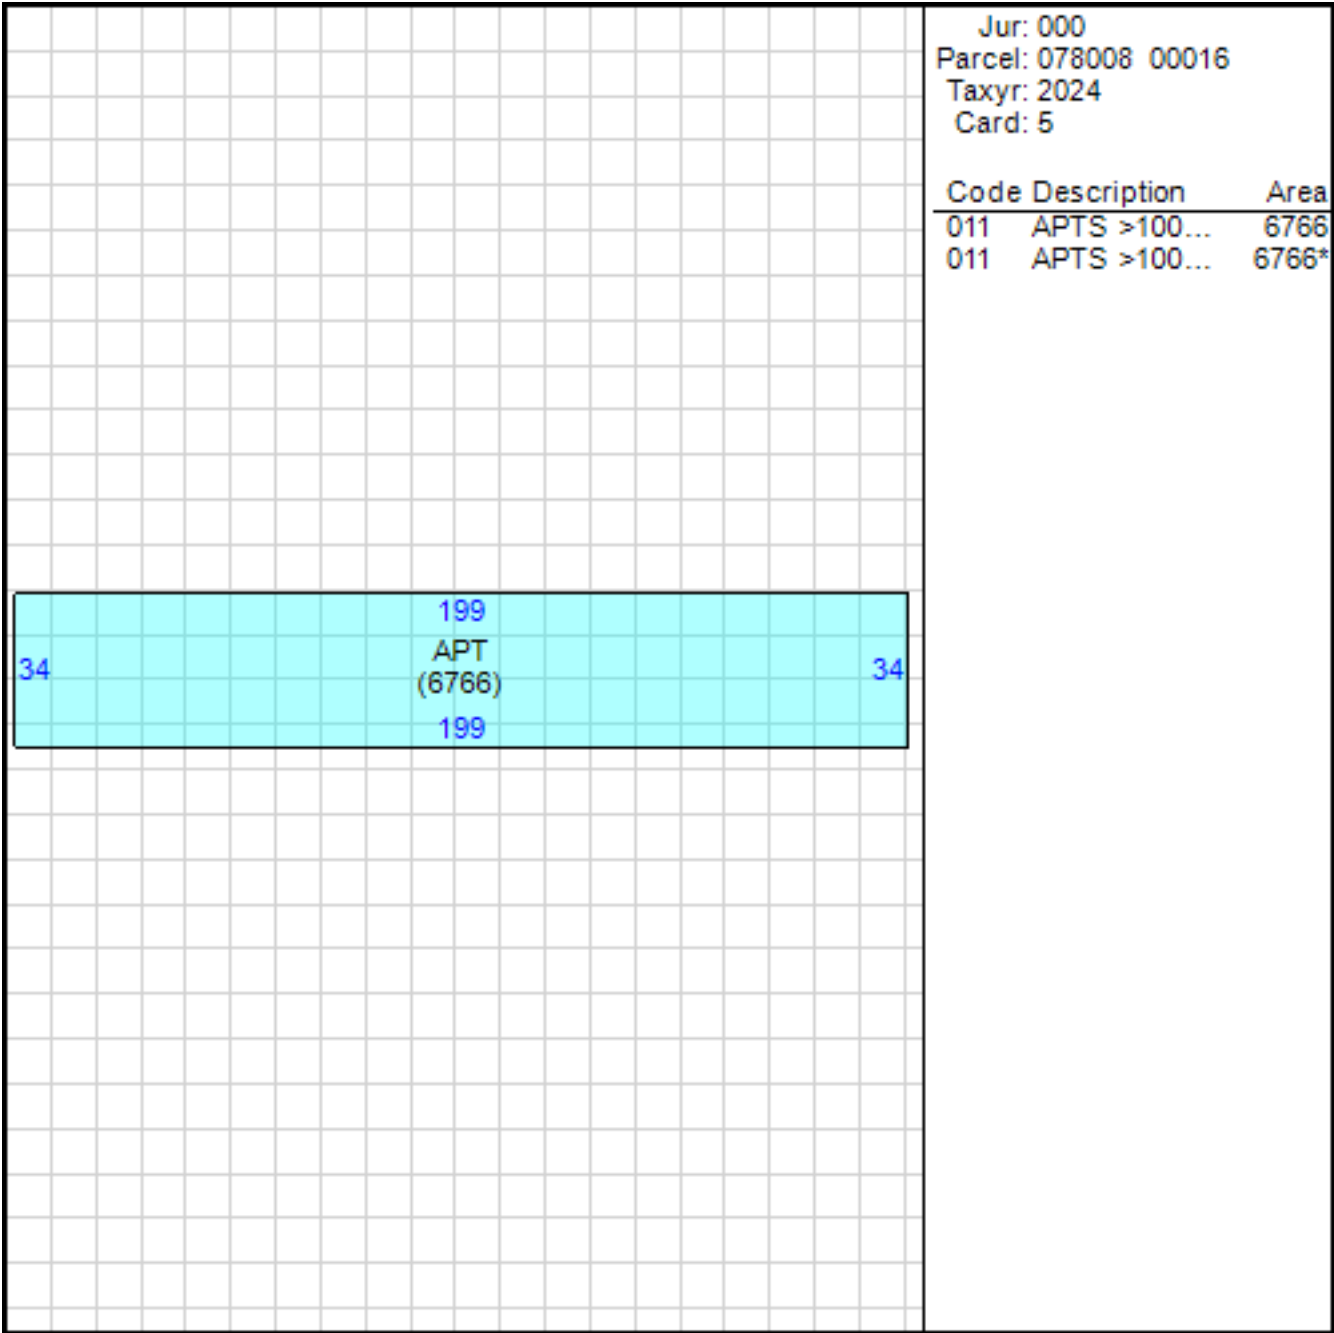 Jur: 000
Parcel: 078008 00016
Taxyr: 2024
Card: 5
Code Description Area
011 APTS >100... 6766
011 APTS >100... 6766*
199
APT
34 34
(6766)
199